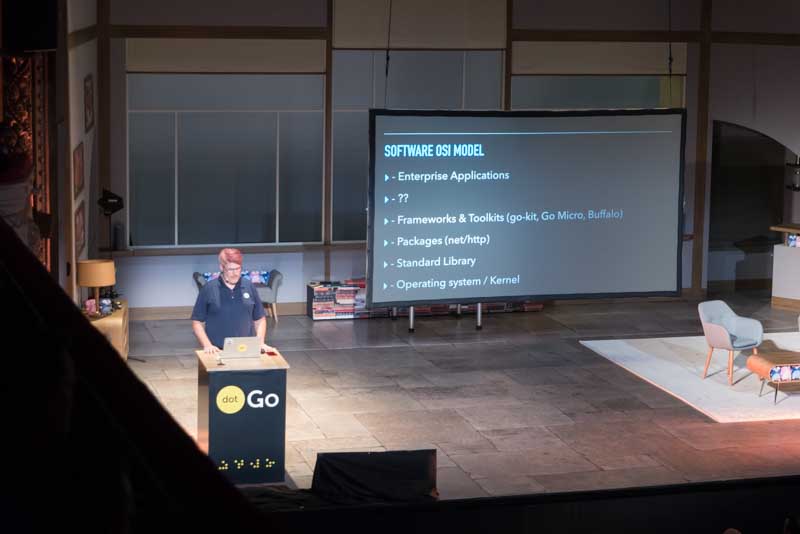 SOFTWARE OSI MODEL
- Enterprise Applications
- ??
- Frameworks & Toolkits (go-kit, Go Micro, Buffalo)
- Packages (net/http)
- Standard Library
- Operating system / Kernel
dot Go